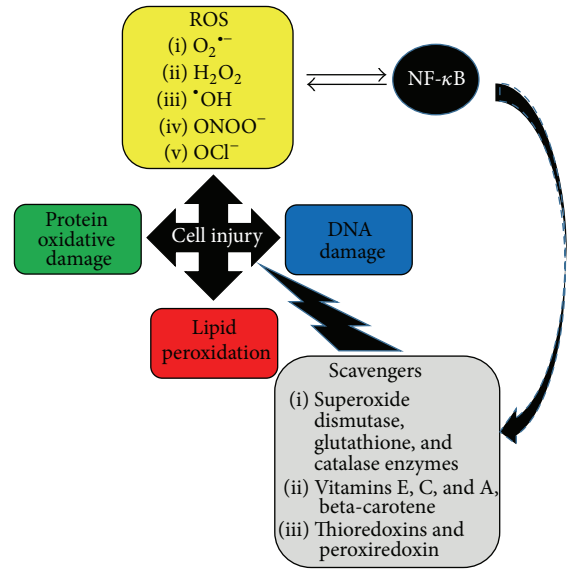 ROS
(i) O₂•⁻
(ii) H₂O₂
(iii) •OH
(iv) ONOO⁻
(v) OCl⁻
NF-κB
Protein
oxidative
damage
Cell injury
DNA
damage
Lipid
peroxidation
Scavengers
(i) Superoxide
dismutase,
glutathione, and
catalase enzymes
(ii) Vitamins E, C, and A,
beta-carotene
(iii) Thioredoxins and
peroxiredoxin